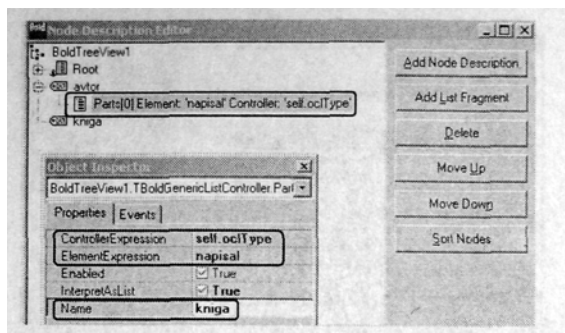 Bold Node Description Editor
BoldTreeView1
Root
avtor
Parts[0] Element: 'napisal' Controller: 'self.oclType'
kniga
Add Node Description
Add List Fragment
Delete
Move Up
Move Down
Sort Nodes
Object Inspector
BoldTreeView1.TBoldGenericListController Part
Properties Events
ControllerExpression self.oclType
ElementExpression napisal
Enabled True
InterpretAsList True
Name kniga